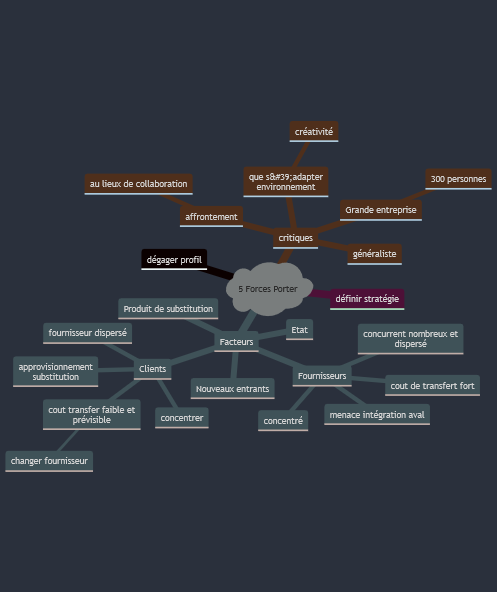 créativité
que s&#39;adapter
environnement
300 personnes
au lieux de collaboration
Grande entreprise
affrontement
critiques
généraliste
dégager profil
5 Forces Porter
définir stratégie
Produit de substitution
Etat
fournisseur dispersé
Facteurs
concurrent nombreux et
dispersé
approvisionnement
substitution
Clients
Fournisseurs
Nouveaux entrants
cout de transfert fort
cout transfer faible et
prévisible
concentrer
concentré
menace intégration aval
changer fournisseur